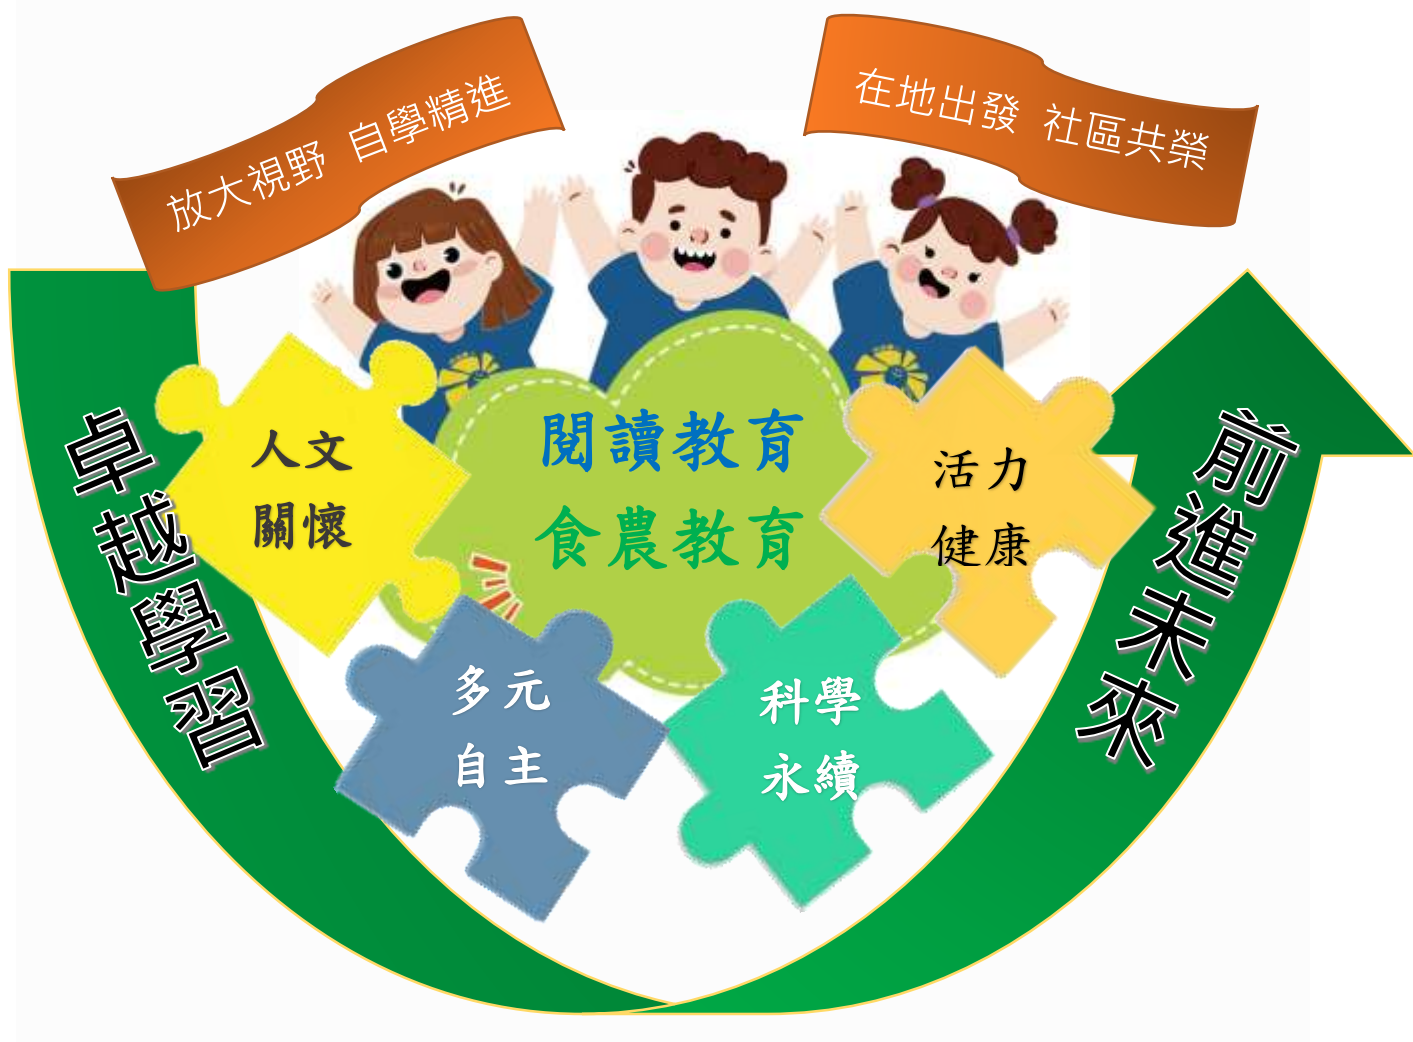 放大視野 自學精進
在地出發 社區共榮
卓越學習
人文
關懷
閱讀教育
食農教育
活力
健康
多元
自主
科學
永續
前進未來